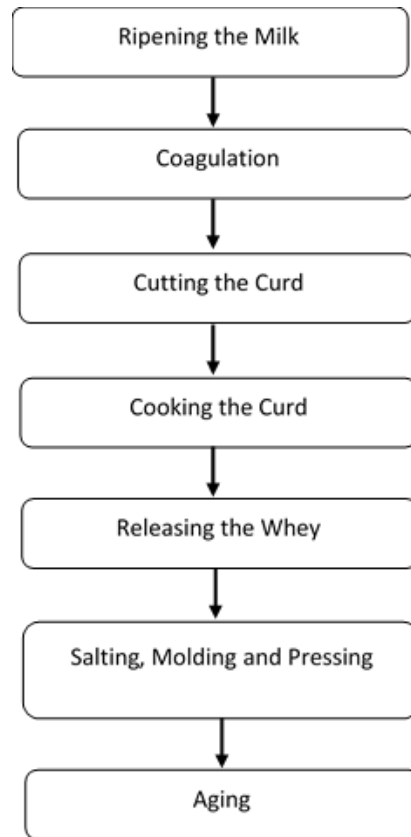 Ripening the Milk
Coagulation
Cutting the Curd
Cooking the Curd
Releasing the Whey
Salting, Molding and Pressing
Aging